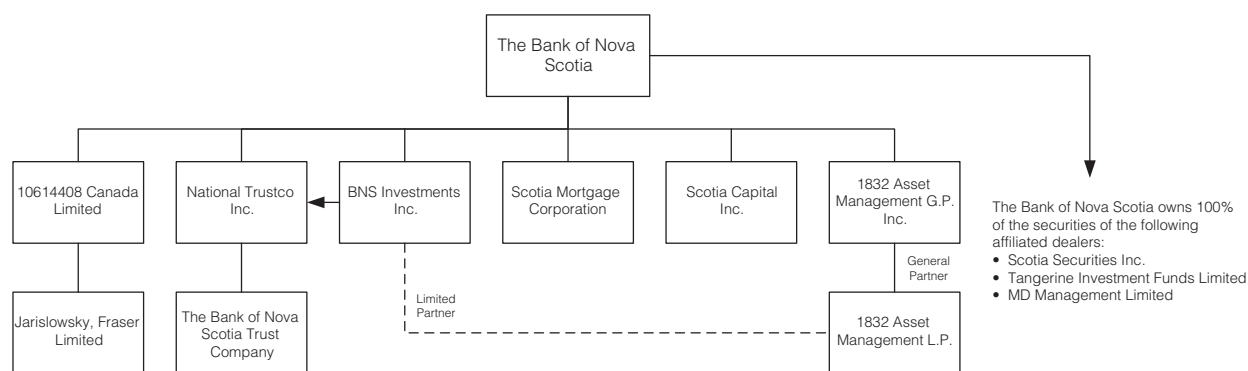 The Bank of Nova
Scotia
10614408 Canada
Limited
National Trustco
Inc.
BNS Investments
Inc.
Scotia Mortgage
Corporation
Scotia Capital
Inc.
1832 Asset
Management G.P.
Inc.
The Bank of Nova Scotia owns 100%
of the securities of the following
affiliated dealers:
• Scotia Securities Inc.
• Tangerine Investment Funds Limited
• MD Management Limited
General
Partner
Limited
Partner
Jarislowsky, Fraser
Limited
The Bank of Nova
Scotia Trust
Company
1832 Asset
Management L.P.